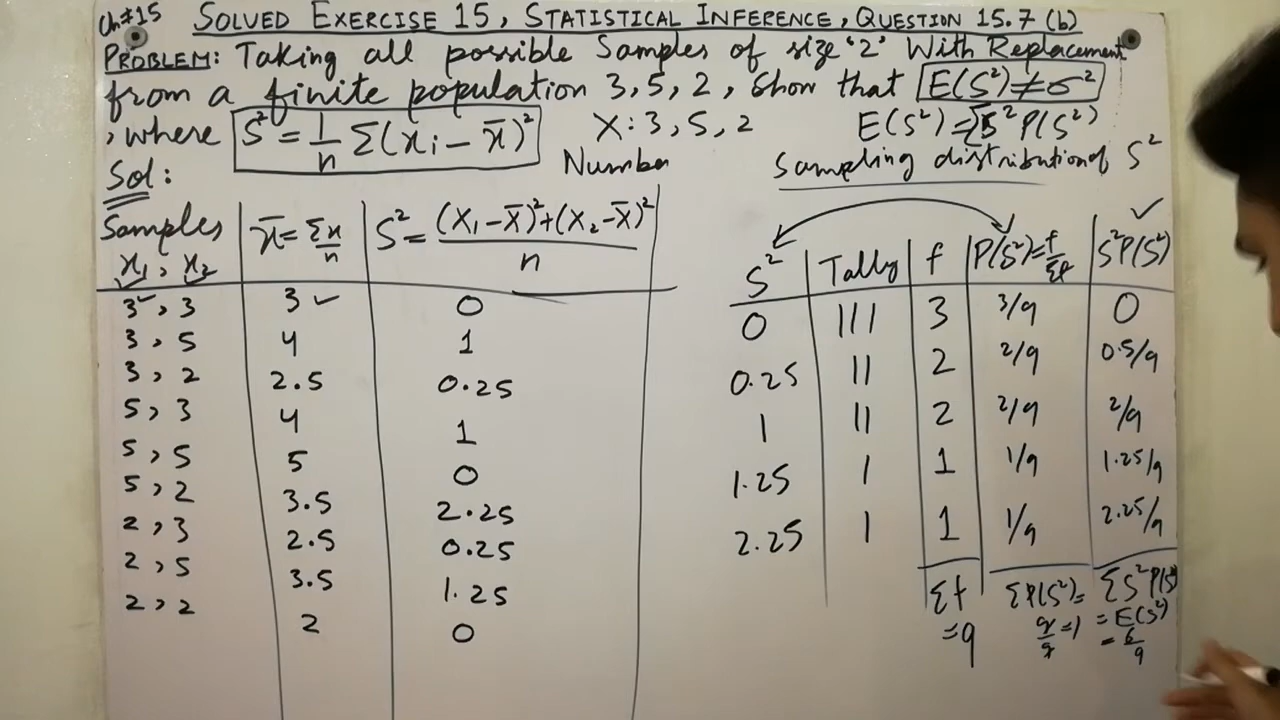 Ch#15 SOLVED EXERCISE 15, STATISTICAL INFERENCE, QUESTION 15.7 (b)
PROBLEM: Taking all possible Samples of size '2' With Replacement
from a finite population 3, 5, 2, Show that E(S²) ≠ σ²
, where S² = 1/n Σ(xi - x̄)² X: 3, 5, 2 E(S²) = ΣS²P(S²)
Sol: Number Sampling distribution of S²
Samples x₁, x₂ x̄ = Σx/n S² = (X₁-X̄)²+(X₂-X̄)²/n
3, 3 3 0
3, 5 4 1
3, 2 2.5 0.25
5, 3 4 1
5, 5 5 0
5, 2 3.5 2.25
2, 3 2.5 0.25
2, 5 3.5 1.25
2, 2 2 0
S² Tally f P(S²)=f/Σf S²P(S²)
0 ||| 3 3/9 0
0.25 || 2 2/9 0.5/9
1 || 2 2/9 2/9
1.25 | 1 1/9 1.25/9
2.25 | 1 1/9 2.25/9
Σf ΣP(S²)= ΣS²P(S²)
=9 9/9=1 =E(S²)
=6/9